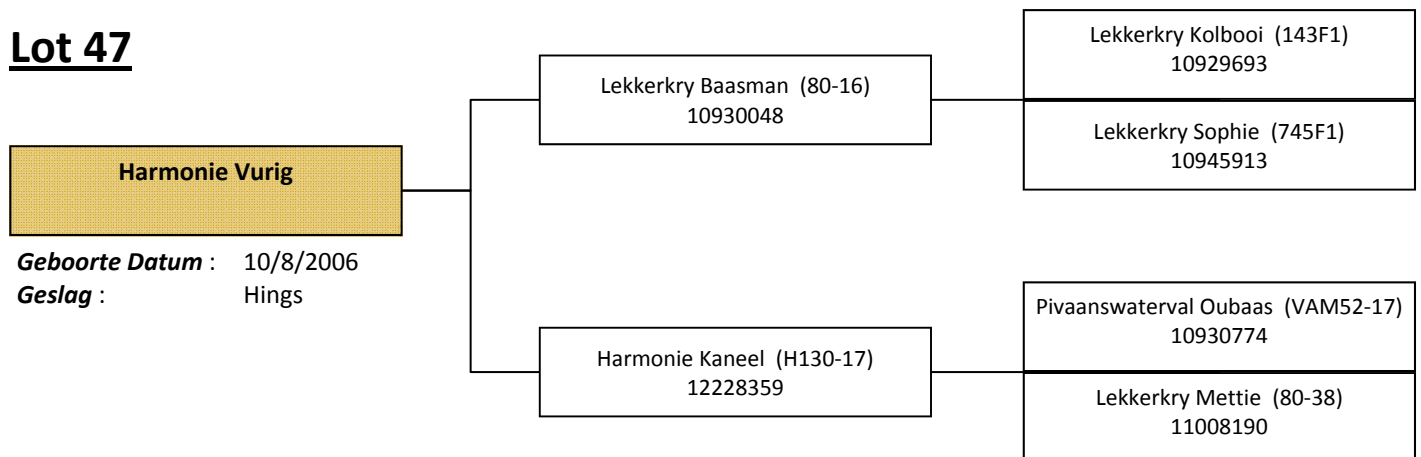 Lot 47
Harmonie Vurig
Geboorte Datum : 10/8/2006
Geslag : Hings
Lekkerkry Baasman (80-16)
10930048
Harmonie Kaneel (H130-17)
12228359
Lekkerkry Kolbooi (143F1)
10929693
Lekkerkry Sophie (745F1)
10945913
Pivaanswaterval Oubaas (VAM52-17)
10930774
Lekkerkry Mettie (80-38)
11008190